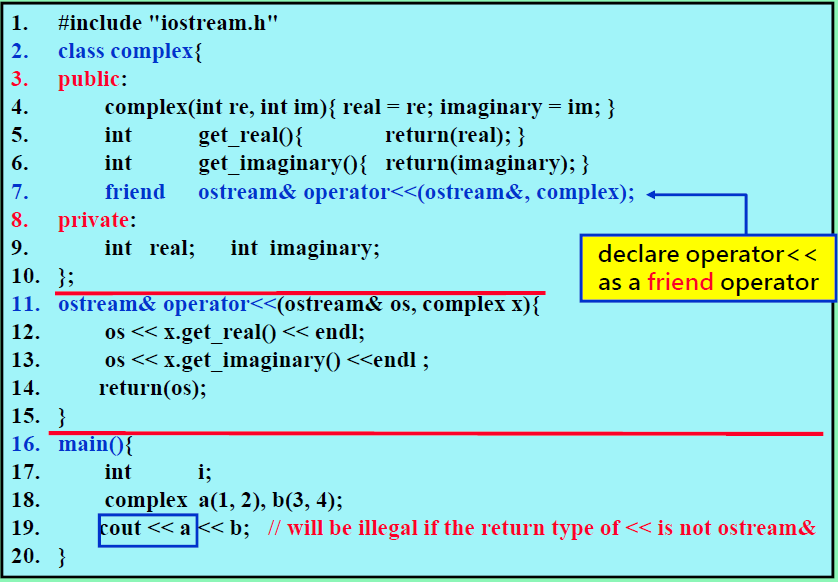 1. #include "iostream.h"
2. class complex{
3. public:
4. complex(int re, int im){ real = re; imaginary = im; }
5. int get_real(){ return(real); }
6. int get_imaginary(){ return(imaginary); }
7. friend ostream& operator<<(ostream&, complex);
8. private:
9. int real; int imaginary;
10. };
declare operator<<
as a friend operator
11. ostream& operator<<(ostream& os, complex x){
12. os << x.get_real() << endl;
13. os << x.get_imaginary() <<endl ;
14. return(os);
15. }
16. main(){
17. int i;
18. complex a(1, 2), b(3, 4);
19. cout << a << b; // will be illegal if the return type of << is not ostream&
20. }